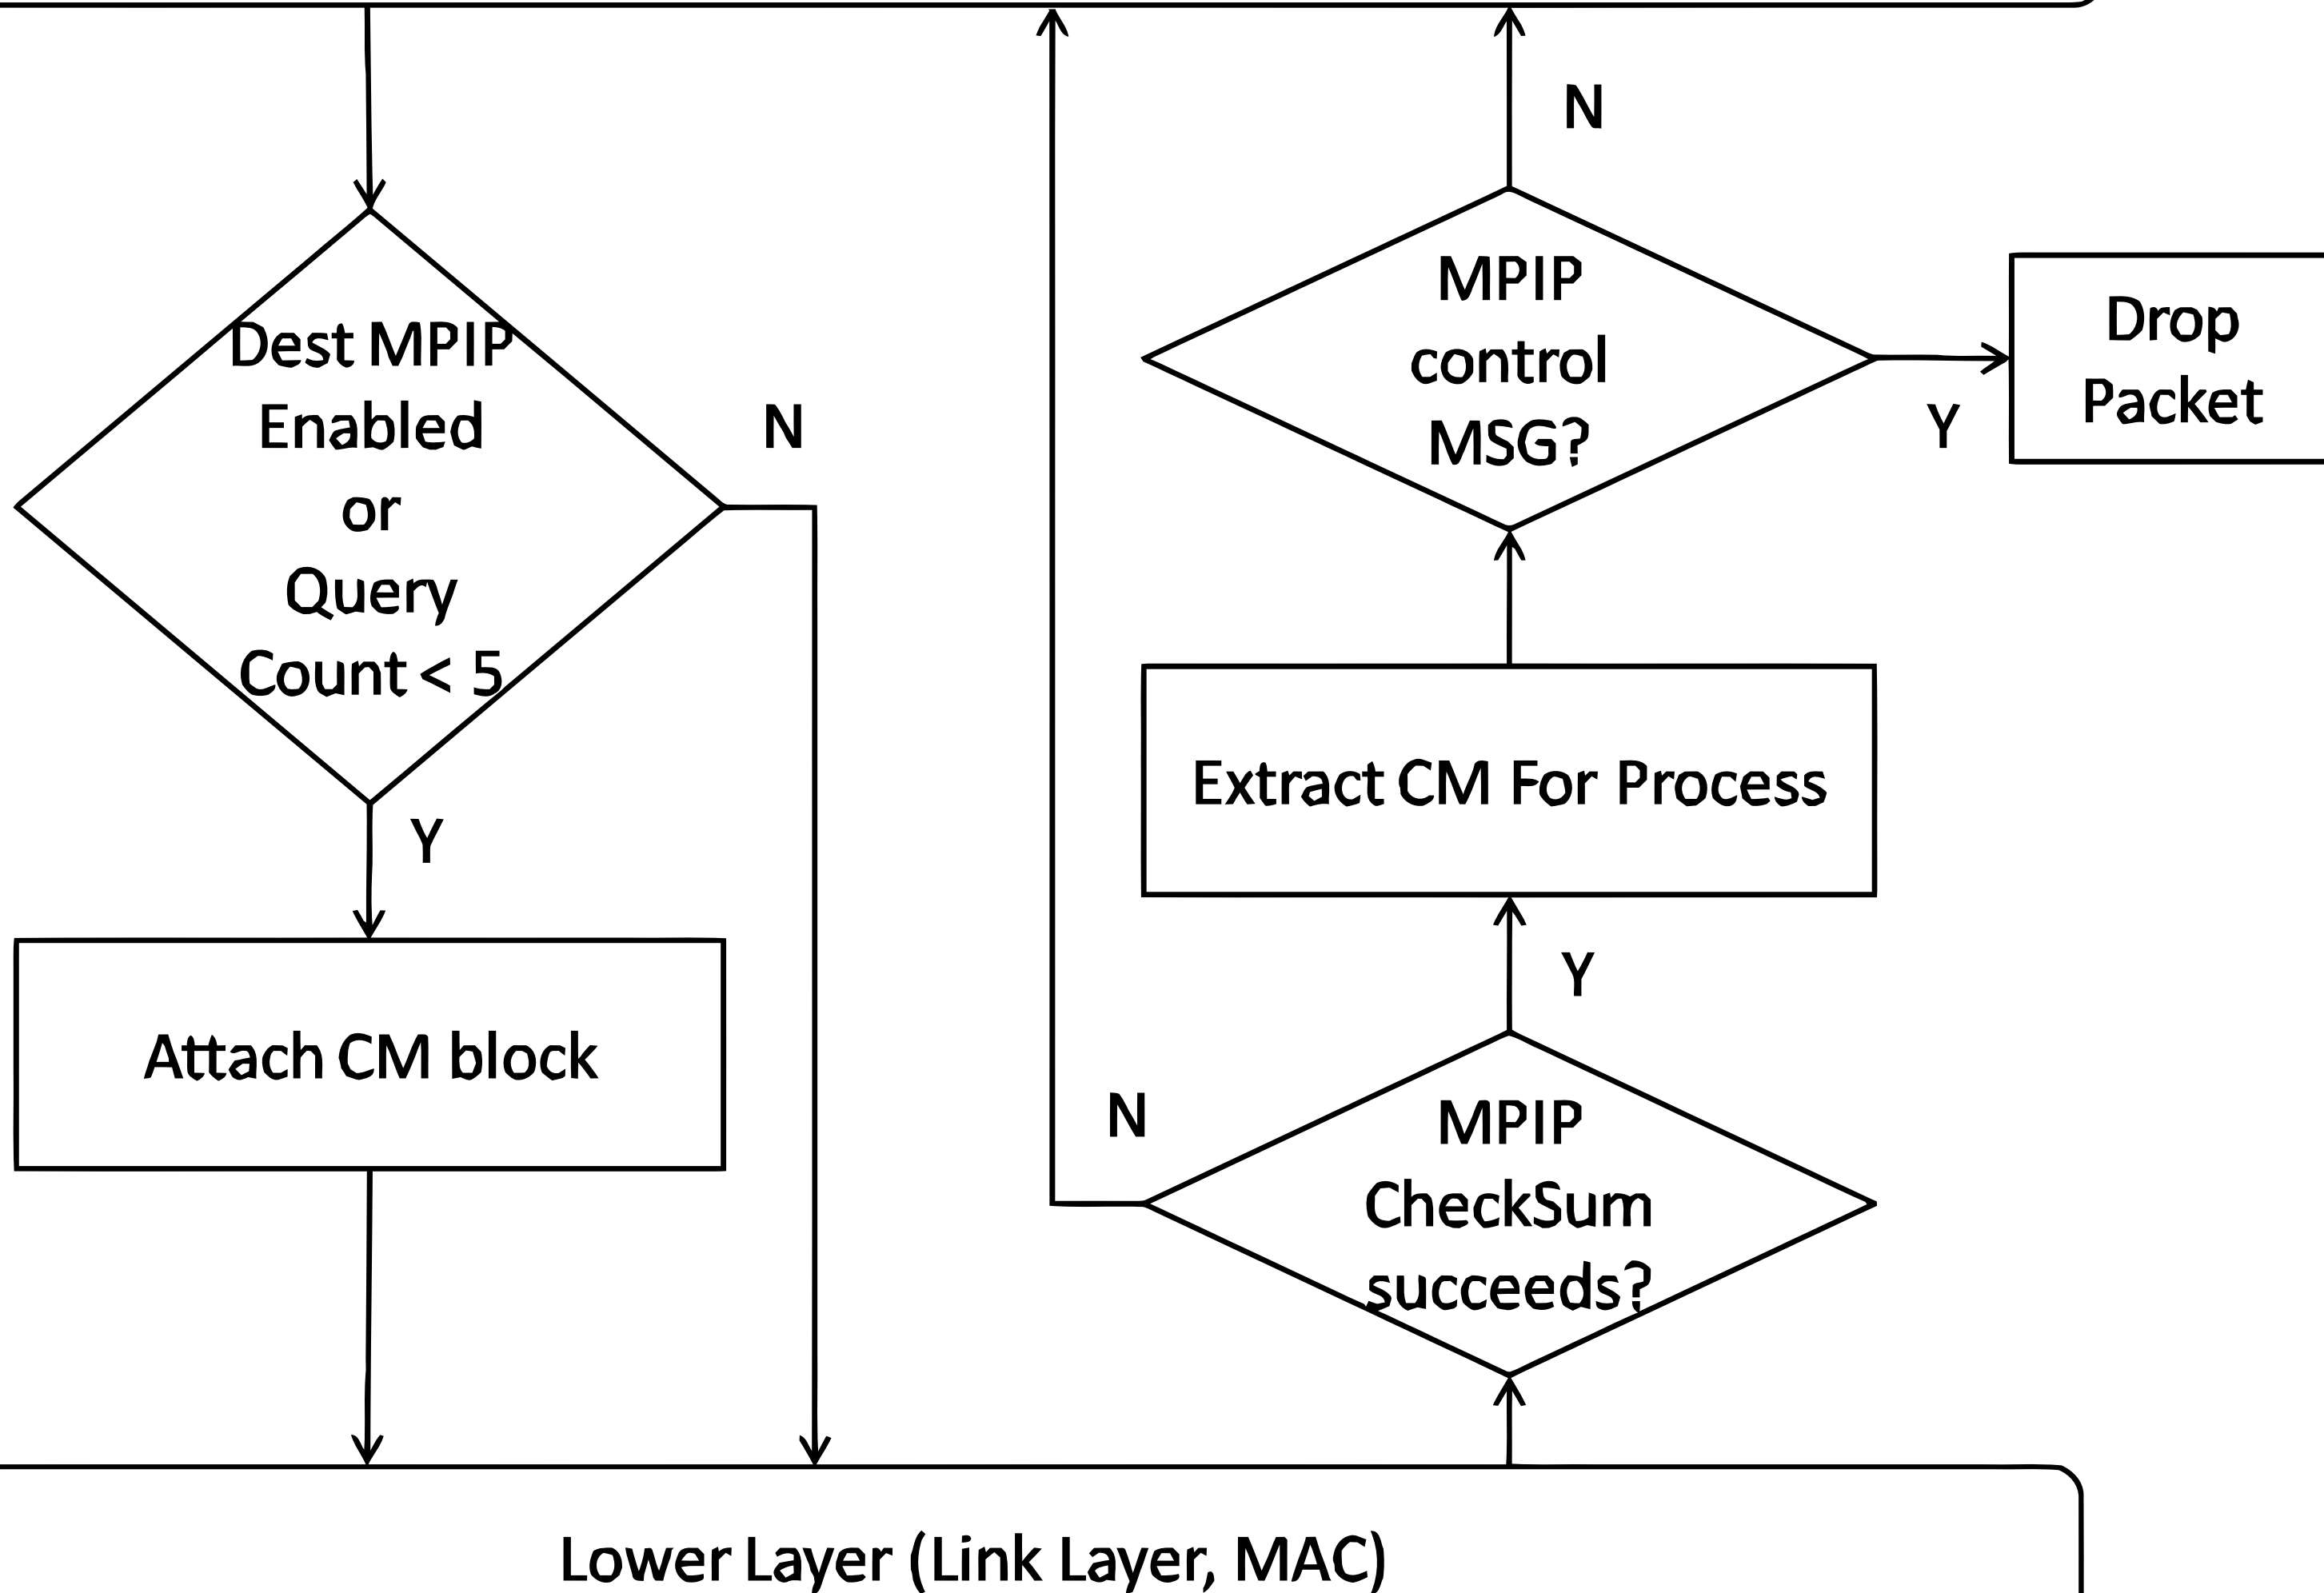 Dest MPIP
Enabled
or
Query
Count < 5
N
Y
Attach CM block
N
MPIP
control
MSG?
Y
Drop
Packet
Extract CM For Process
Y
N
MPIP
CheckSum
succeeds?
Lower Layer (Link Layer, MAC)